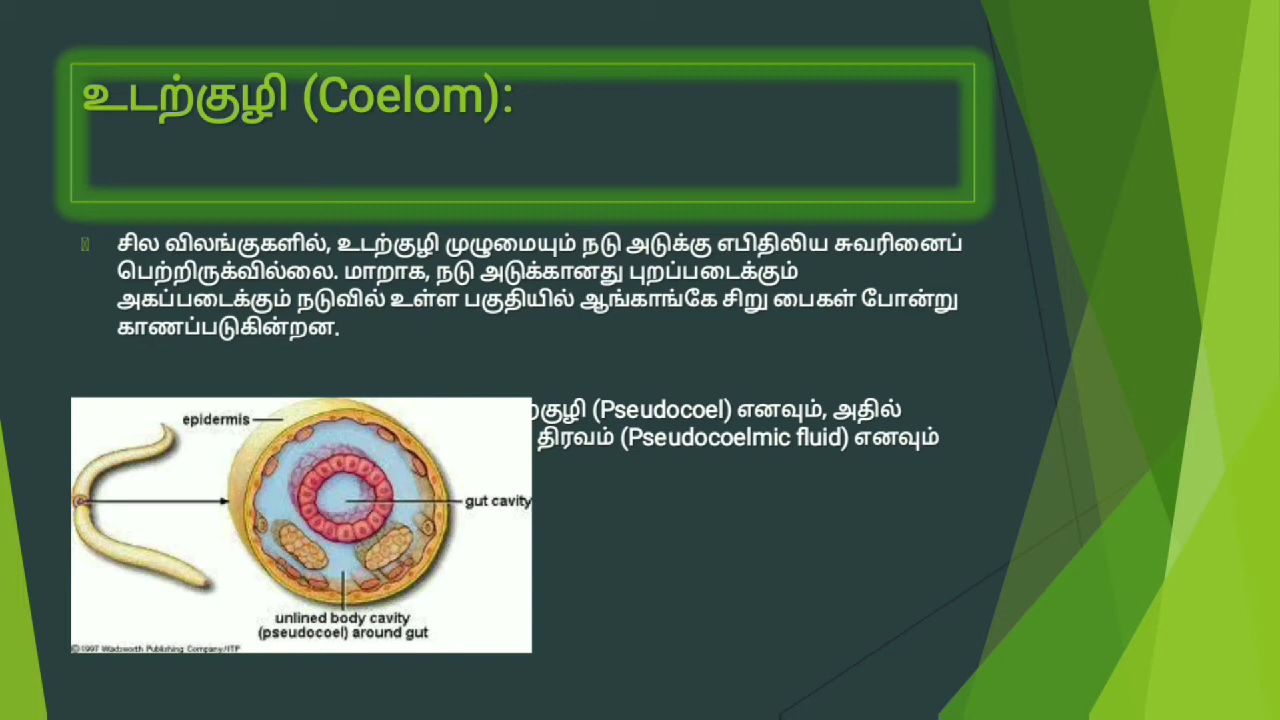 உடற்குழி (Coelom):
சில விலங்குகளில், உடற்குழி முழுமையும் நடு அடுக்கு எபிதிலிய சுவரினைப்
பெற்றிருக்வில்லை. மாறாக, நடு அடுக்கானது புறப்படைக்கும்
அகப்படைக்கும் நடுவில் உள்ள பகுதியில் ஆங்காங்கே சிறு பைகள் போன்று
காணப்படுகின்றன.
(Pseudocoel) எனவும், அதில்
திரவம் (Pseudocoelmic fluid) எனவும்
epidermis
gut cavity
unlined body cavity
(pseudocoel) around gut
©1997 Wadsworth Publishing Company/ITP